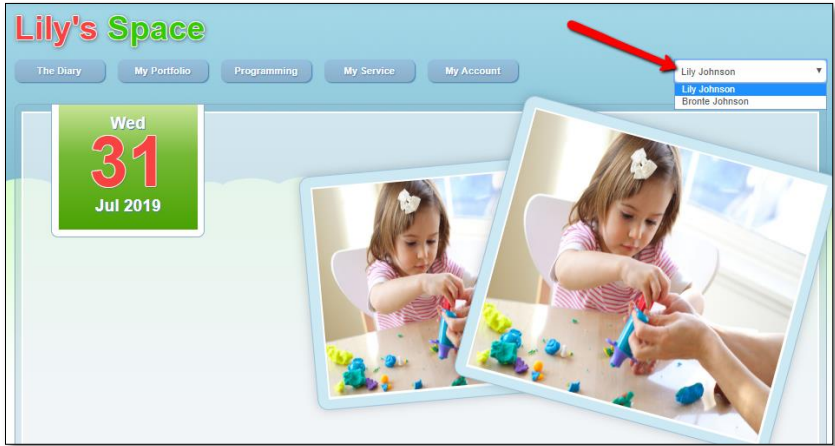 Lily's Space
The Diary
My Portfolio
Programming
My Service
My Account
Lily Johnson
Lily Johnson
Bronte Johnson
Wed
31
Jul 2019